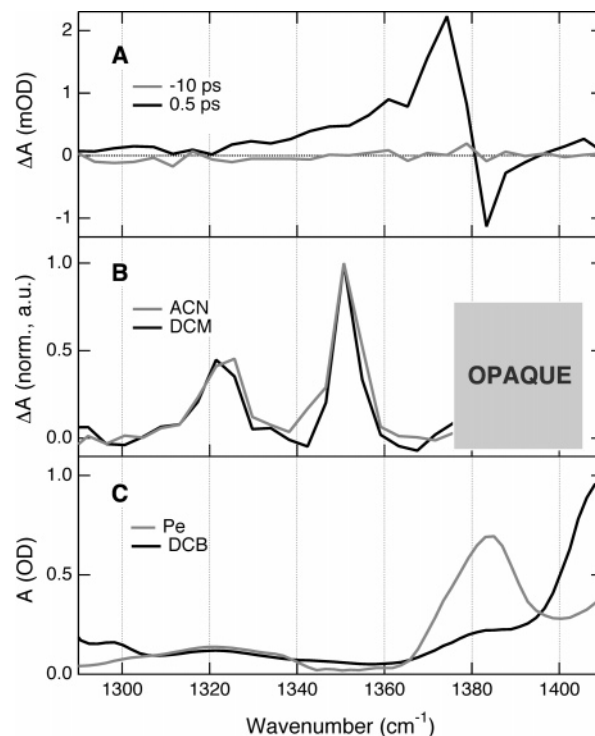 A
-10 ps
0.5 ps
ΔA (mOD)
2
1
0
-1
B
ACN
DCM
OPAQUE
ΔA (norm., a.u.)
1.0
0.5
0.0
C
Pe
DCB
A (OD)
1.0
0.5
0.0
1300 1320 1340 1360 1380 1400
Wavenumber (cm⁻¹)